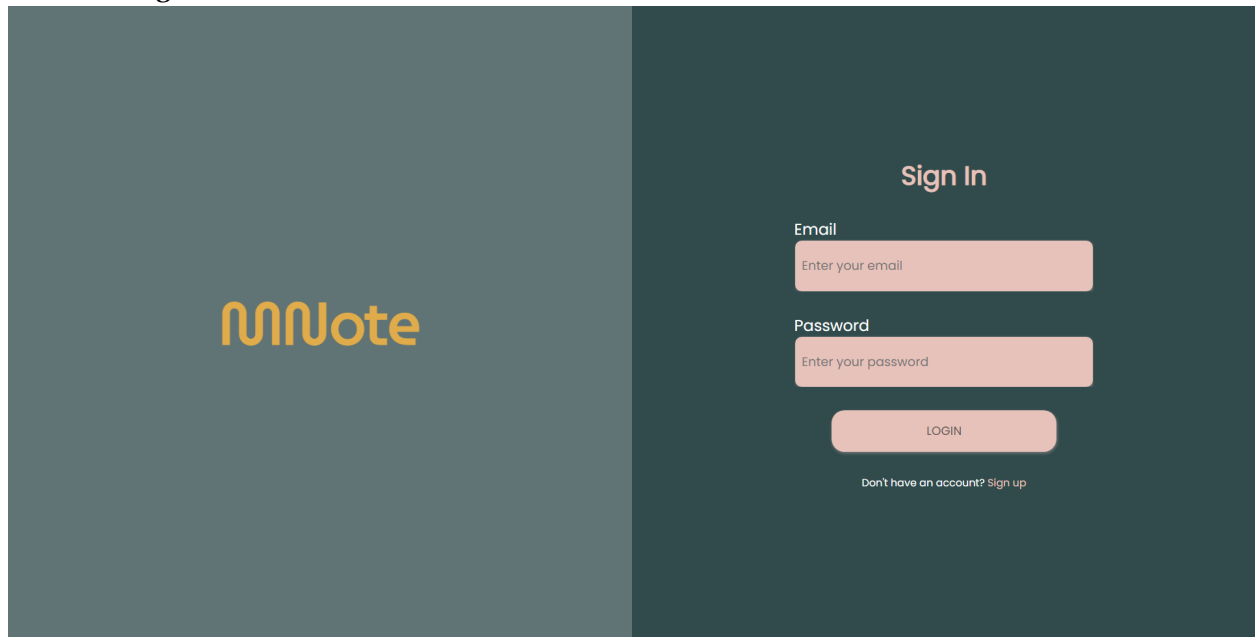 MNote
Sign In
Email
Enter your email
Password
Enter your password
LOGIN
Don't have an account? Sign up